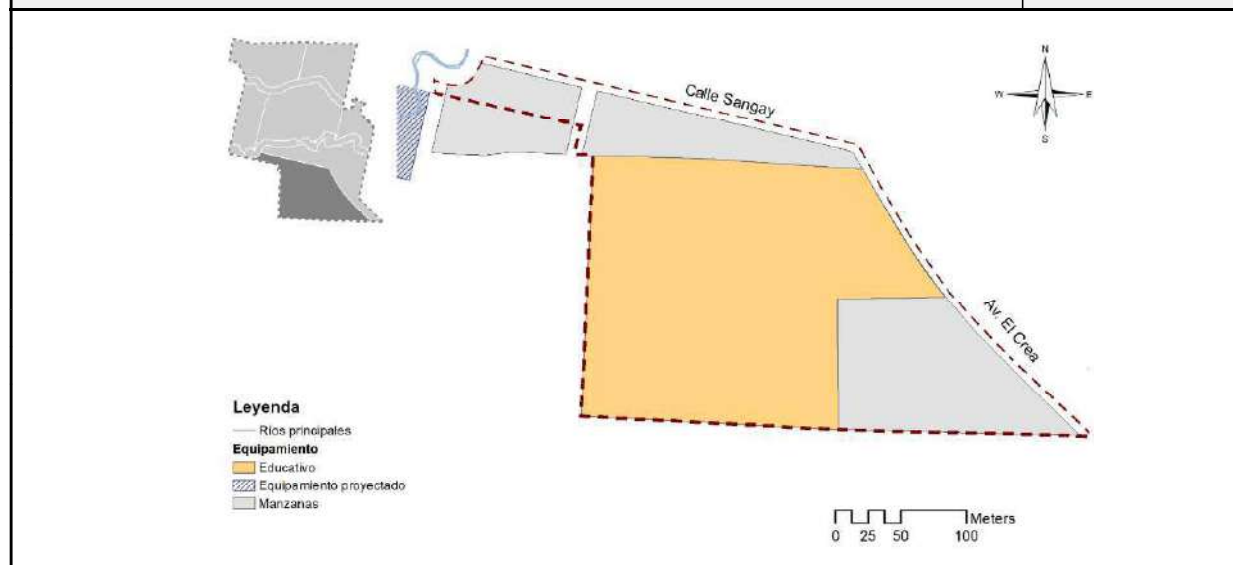 N
W
E
S
Calle Sangay
Av. El Crea
Leyenda
Ríos principales
Equipamiento
Educativo
Equipamiento proyectado
Manzanas
Meters
0 25 50 100